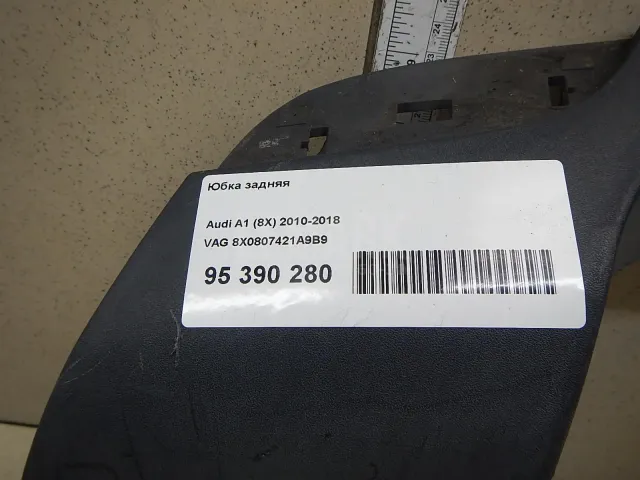 Юбка задняя
Audi A1 (8X) 2010-2018
VAG 8X0807421A9B9
95 390 280